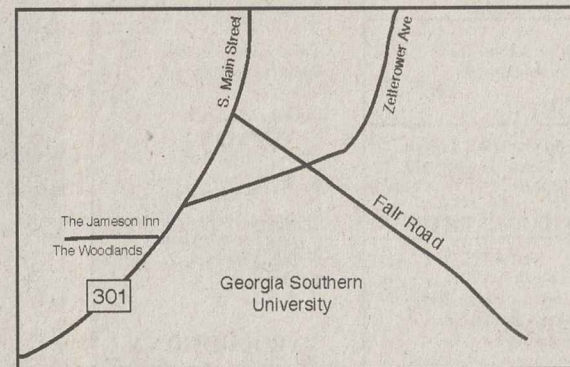 S. Main Street
Zetterower Ave
Fair Road
The Jameson Inn
The Woodlands
301
Georgia Southern
University